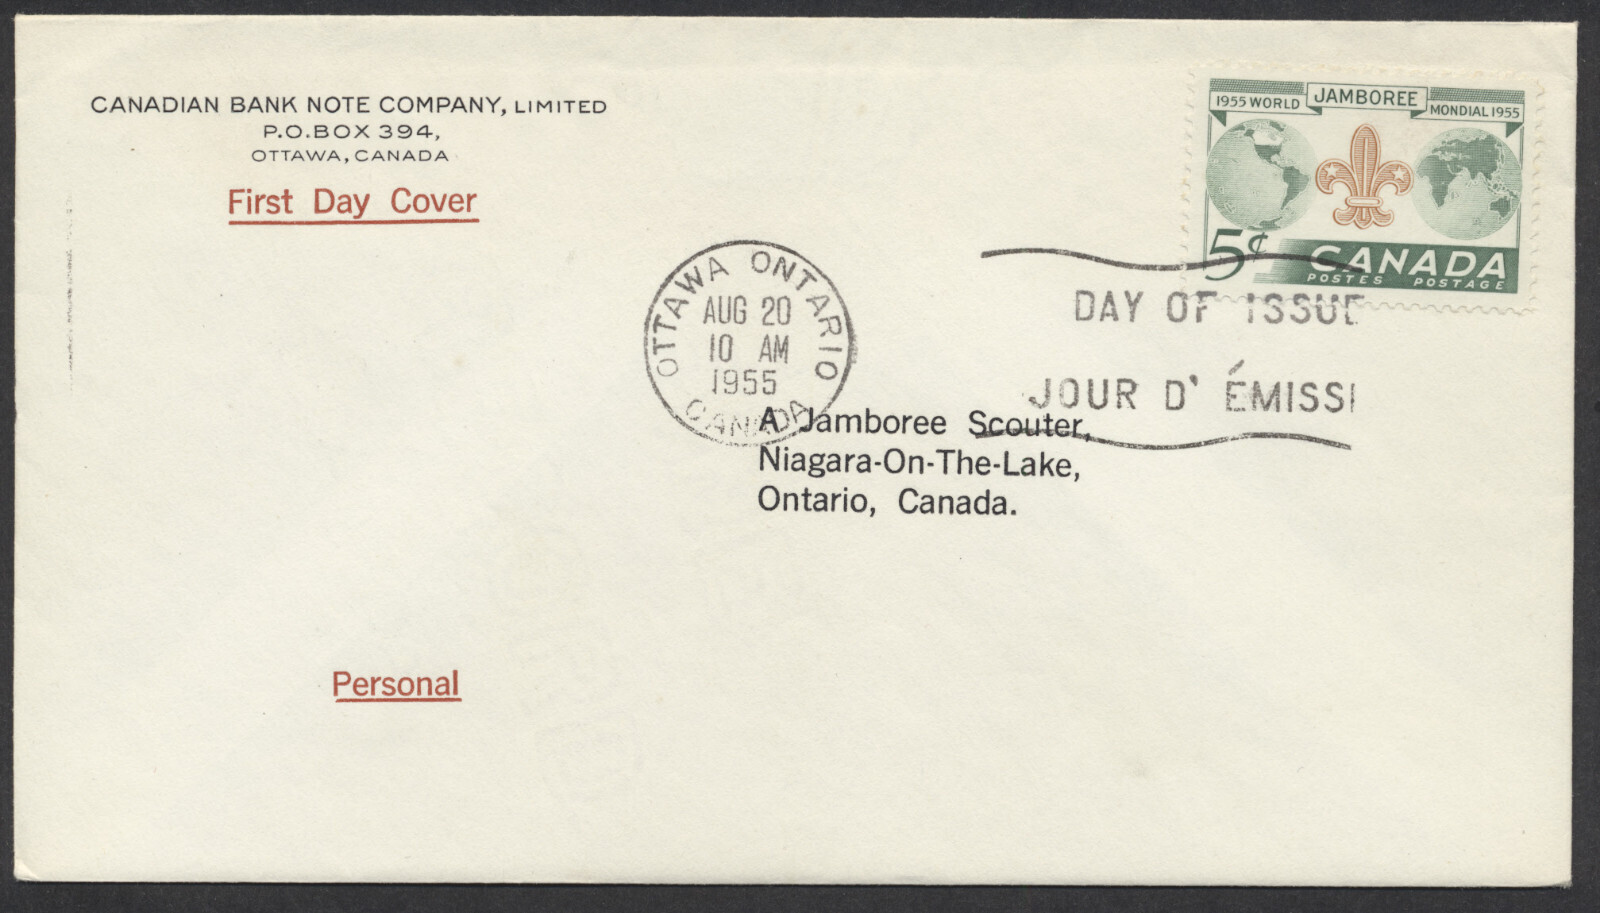 CANADIAN BANK NOTE COMPANY, LIMITED
P.O. BOX 394,
OTTAWA, CANADA
First Day Cover
1955 WORLD JAMBOREE MONDIAL 1955
5¢ CANADA
POSTES POSTAGE
OTTAWA ONTARIO
AUG 20
10 AM
1955
CANADA
DAY OF ISSUE
JOUR D' ÉMISSI
A Jamboree Scouter,
Niagara-On-The-Lake,
Ontario, Canada.
Personal